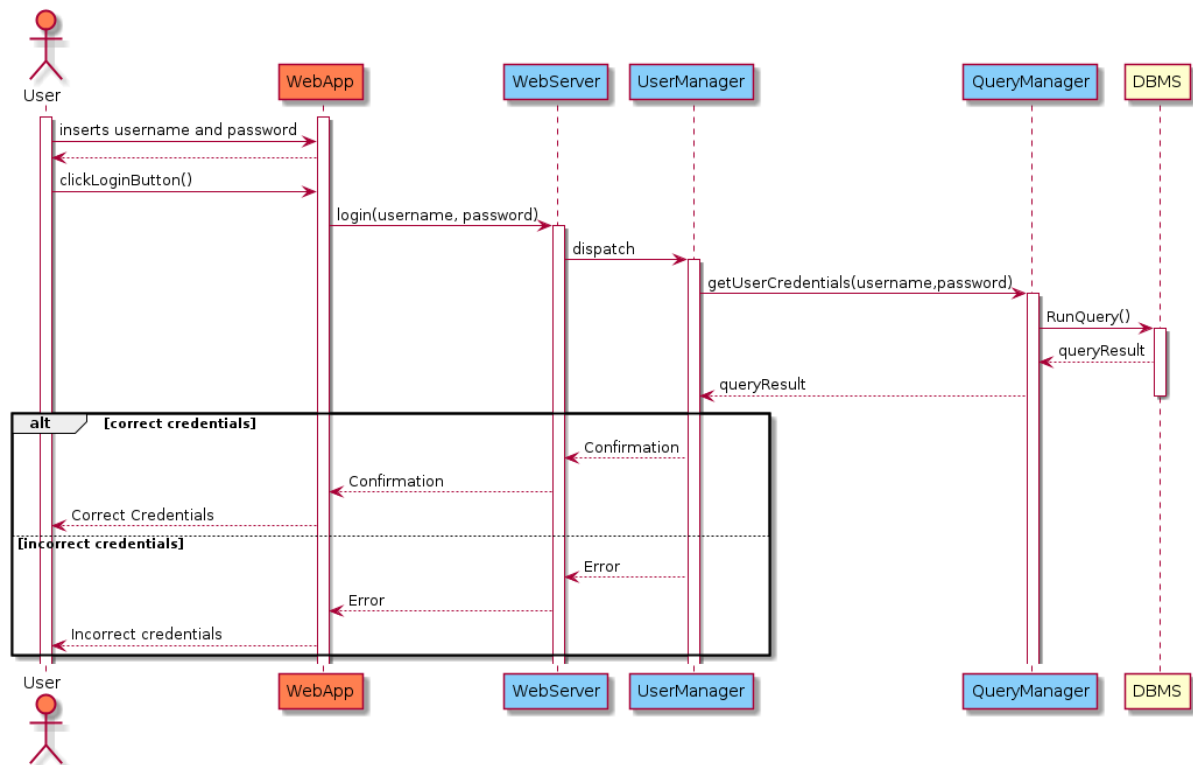 User
WebApp
WebServer
UserManager
QueryManager
DBMS
inserts username and password
clickLoginButton()
login(username, password)
dispatch
getUserCredentials(username,password)
RunQuery()
queryResult
queryResult
alt [correct credentials]
Confirmation
Confirmation
Correct Credentials
[incorrect credentials]
Error
Error
Incorrect credentials
User
WebApp
WebServer
UserManager
QueryManager
DBMS